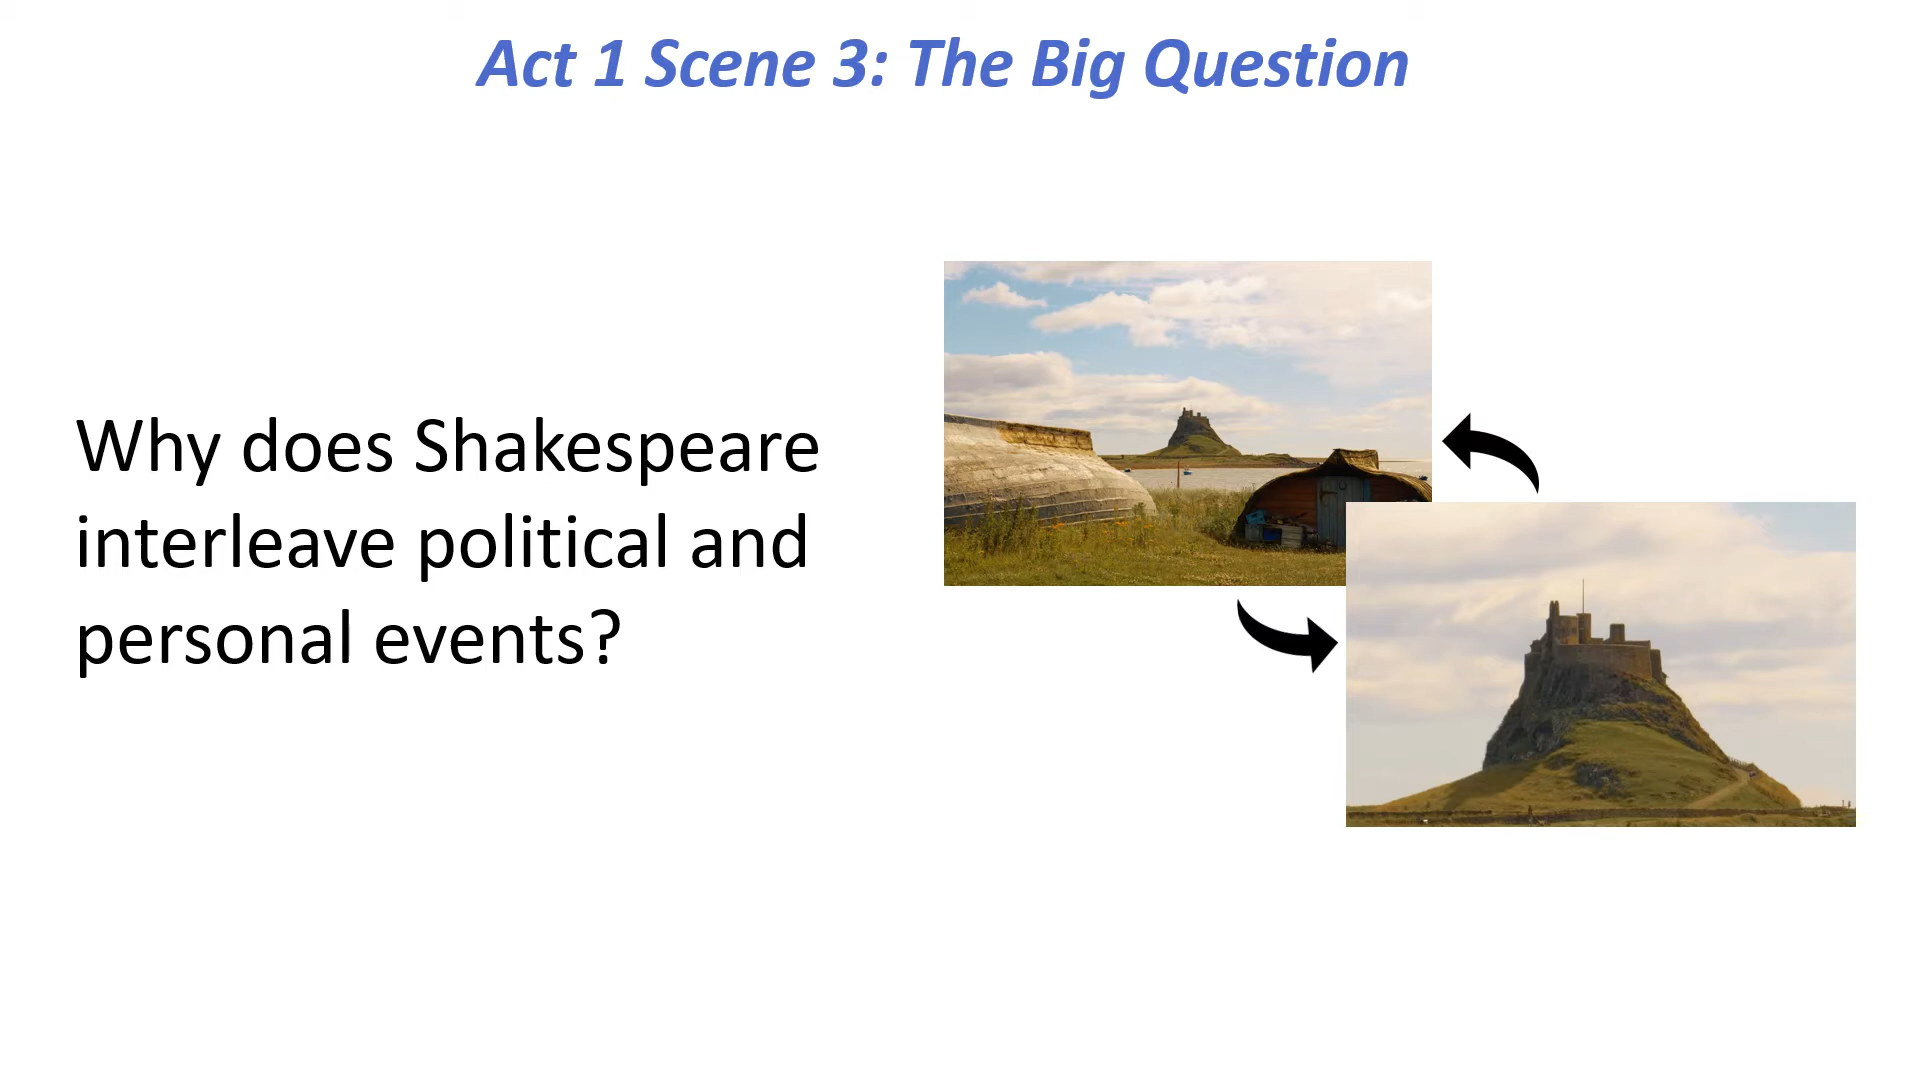 Act 1 Scene 3: The Big Question
Why does Shakespeare
interleave political and
personal events?